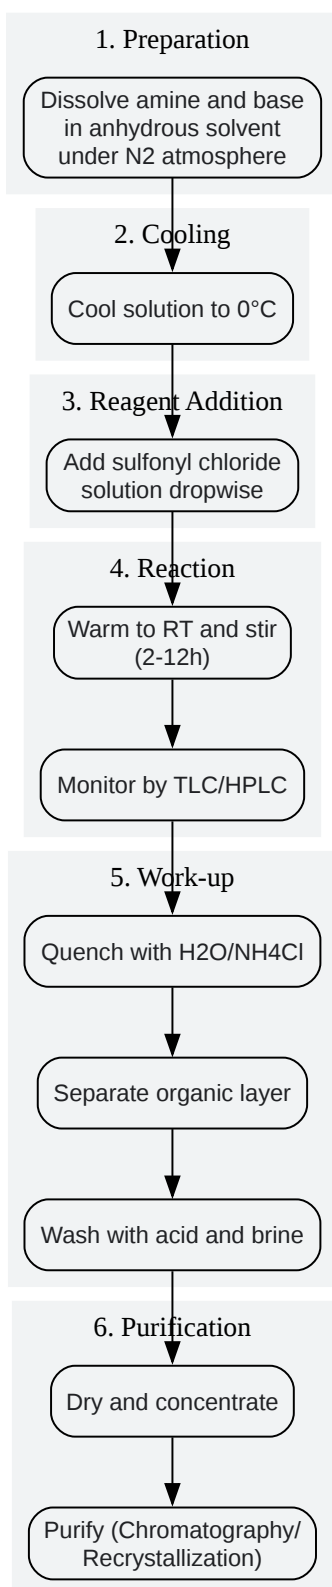 1. Preparation
Dissolve amine and base
in anhydrous solvent
under N2 atmosphere
2. Cooling
Cool solution to 0°C
3. Reagent Addition
Add sulfonyl chloride
solution dropwise
4. Reaction
Warm to RT and stir
(2-12h)
Monitor by TLC/HPLC
5. Work-up
Quench with H2O/NH4Cl
Separate organic layer
Wash with acid and brine
6. Purification
Dry and concentrate
Purify (Chromatography/
Recrystallization)